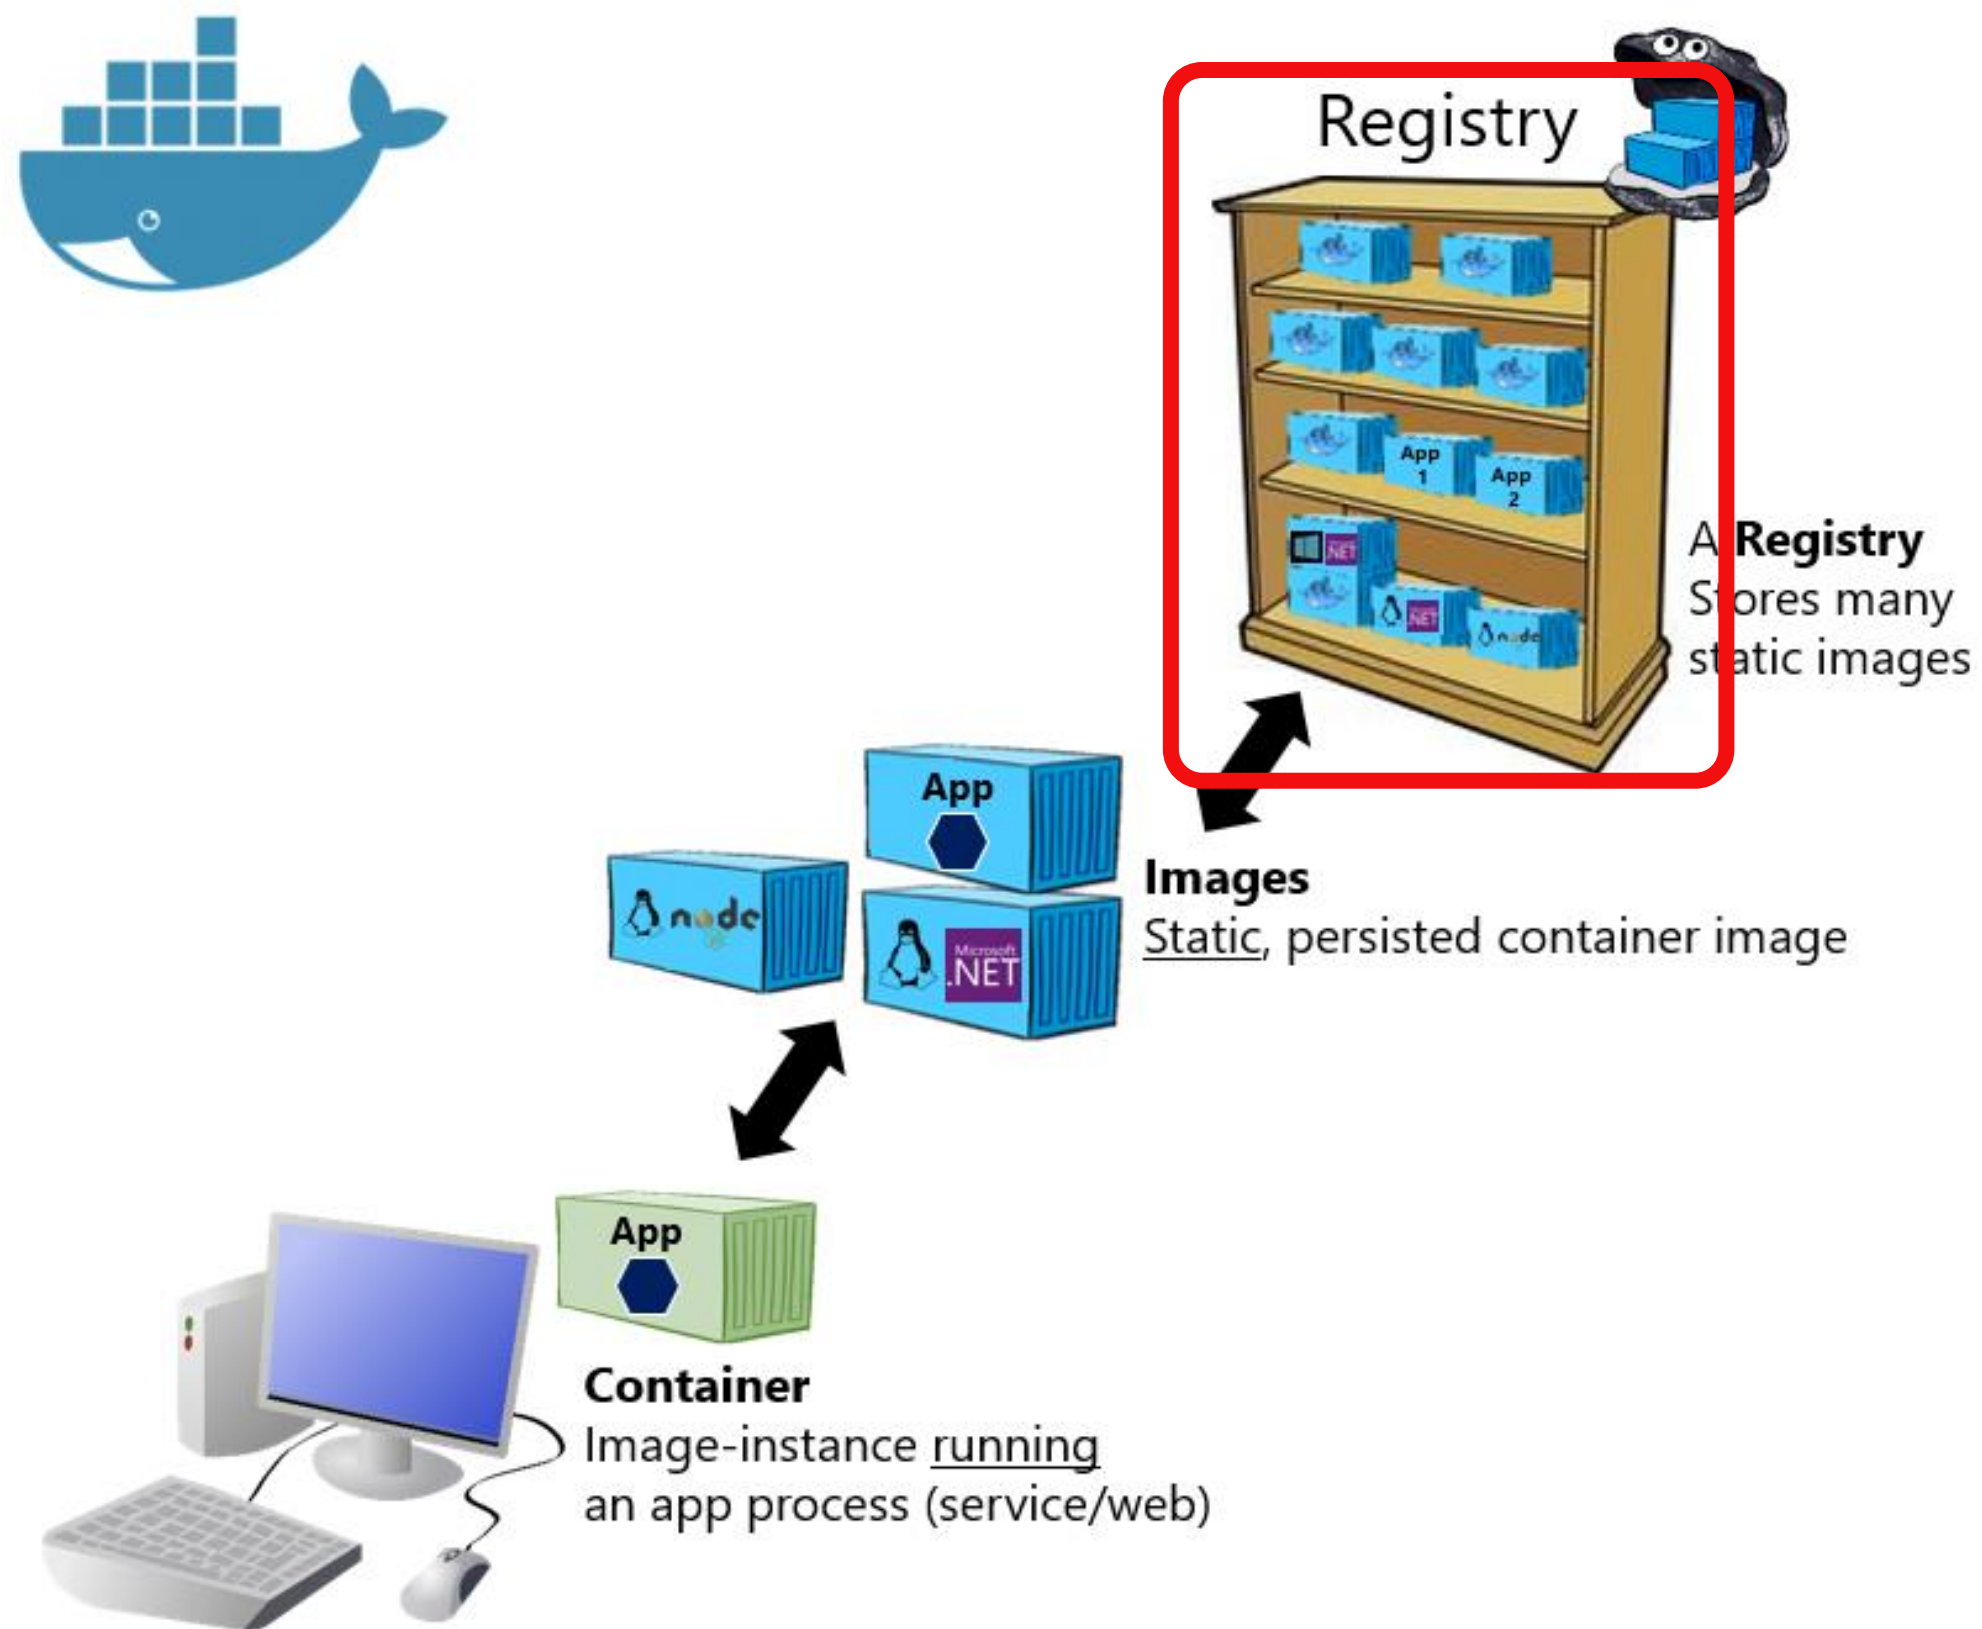 Registry
App
1
App
2
.NET
.NET
node
A Registry
Stores many
static images
App
node
Microsoft
.NET
Images
Static, persisted container image
App
Container
Image-instance running
an app process (service/web)